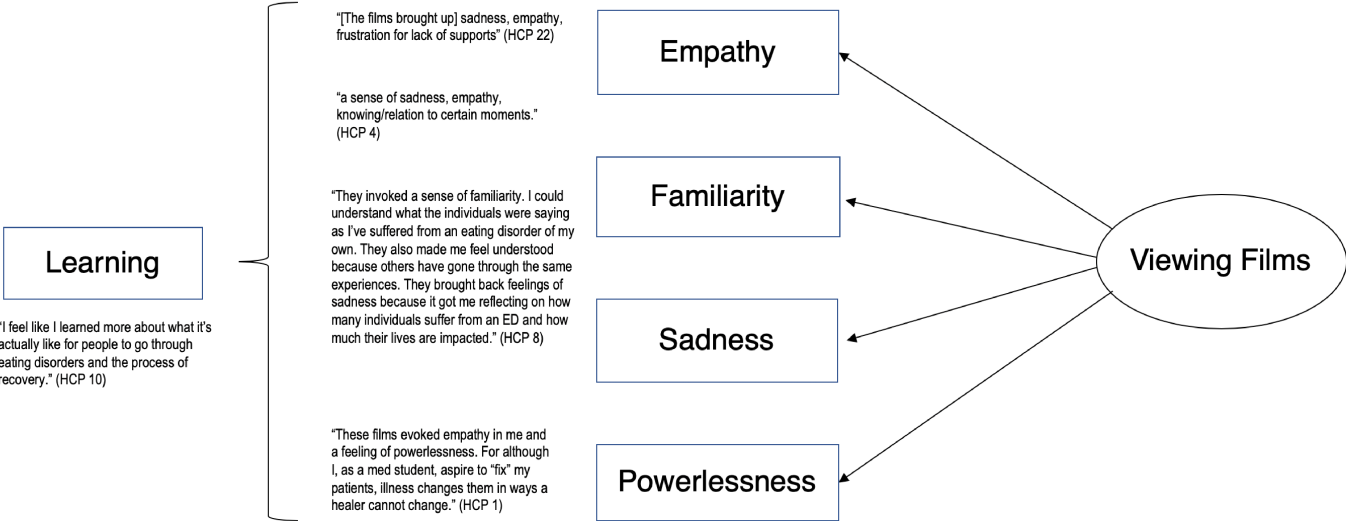 “[The films brought up] sadness, empathy,
frustration for lack of supports” (HCP 22)
Empathy
“a sense of sadness, empathy,
knowing/relation to certain moments.”
(HCP 4)
Familiarity
“They invoked a sense of familiarity. I could
understand what the individuals were saying
as I’ve suffered from an eating disorder of my
own. They also made me feel understood
because others have gone through the same
experiences. They brought back feelings of
sadness because it got me reflecting on how
many individuals suffer from an ED and how
much their lives are impacted.” (HCP 8)
Learning
“I feel like I learned more about what it’s
actually like for people to go through
eating disorders and the process of
recovery.” (HCP 10)
Viewing Films
Sadness
“These films evoked empathy in me and
a feeling of powerlessness. For although
I, as a med student, aspire to “fix” my
patients, illness changes them in ways a
healer cannot change.” (HCP 1)
Powerlessness